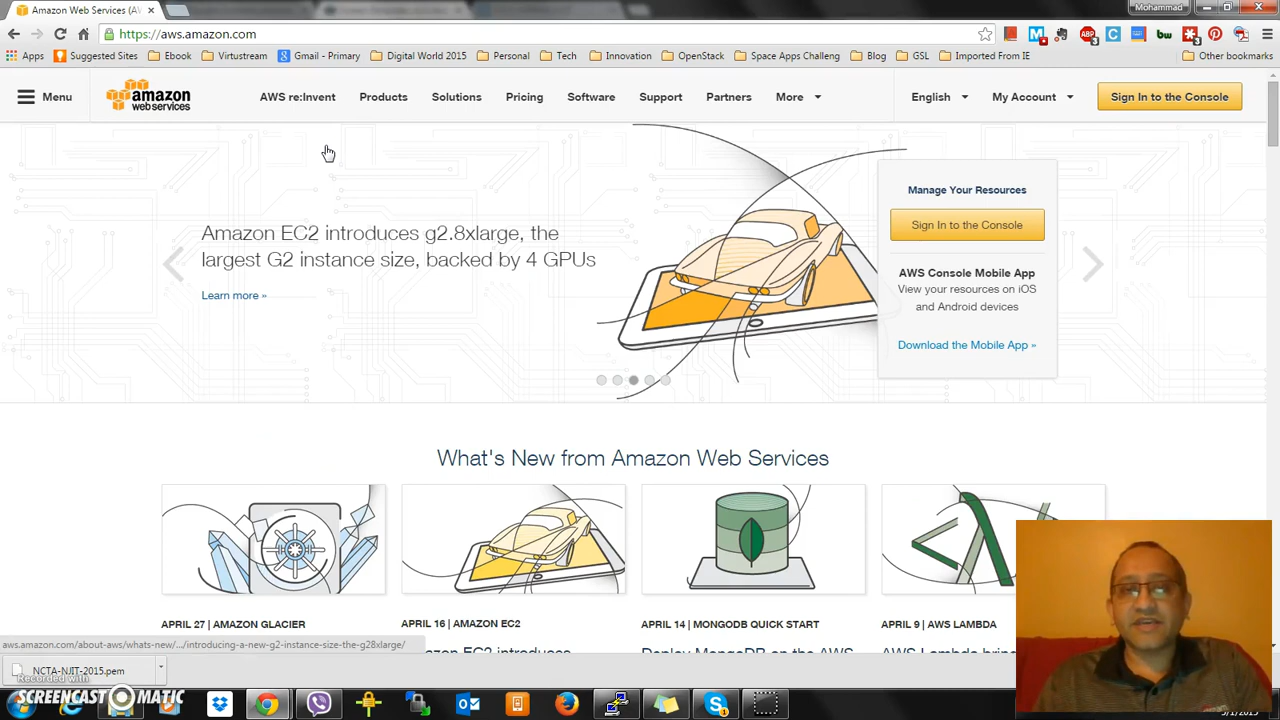 Amazon Web Services (AV
Mohammad
https://aws.amazon.com
Apps
Suggested Sites
Ebook
Virtustream
Gmail - Primary
Digital World 2015
Personal
Tech
Innovation
OpenStack
Space Apps Challeng
Blog
GSL
Imported From IE
Other bookmarks
Menu
amazon
web services
AWS re:Invent
Products
Solutions
Pricing
Software
Support
Partners
More
English
My Account
Sign In to the Console
Amazon EC2 introduces g2.8xlarge, the
largest G2 instance size, backed by 4 GPUs
Learn more »
Manage Your Resources
Sign In to the Console
AWS Console Mobile App
View your resources on iOS
and Android devices
Download the Mobile App »
What's New from Amazon Web Services
APRIL 27 | AMAZON GLACIER
APRIL 16 | AMAZON EC2
APRIL 14 | MONGODB QUICK START
APRIL 9 | AWS LAMBDA
Amazon EC2 introduces
Deploy MongoDB on the AWS
AWS Lambda
aws.amazon.com/about-aws/whats-new/.../introducing-a-new-g2-instance-size-the-g28xlarge/
NCTA-NJIT-2015.pem
Recorded with
SCREENCAST MATIC
5/1/2015